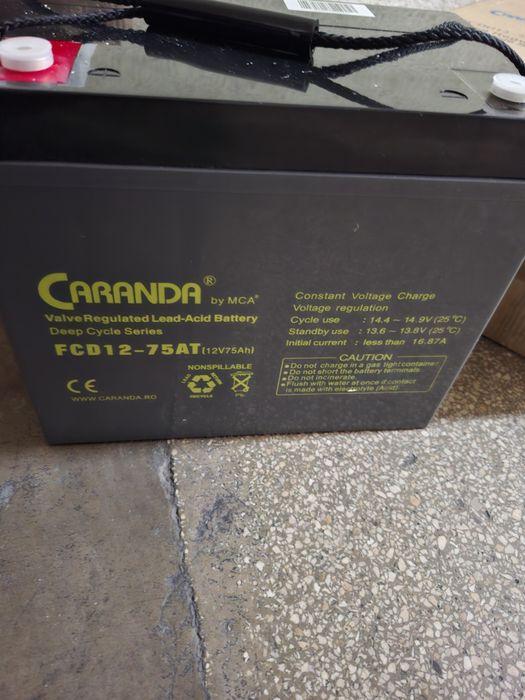 CARANDA® by MCA®
Valve Regulated Lead-Acid Battery
Deep Cycle Series
FCD12-75AT (12V75Ah)
NONSPILLABLE
CE
RECYCLE
Pb
WWW.CARANDA.RO
Constant Voltage Charge
Voltage regulation
Cycle use : 14.4 ~ 14.9V (25°C)
Standby use : 13.6 ~ 13.8V (25°C)
Initial current : less than 16.87A
CAUTION
• Do not charge in a gas tight container
• Do not short the battery terminals
• Do not incinerate.
• Flush with water at once if contact
is made with electrolyte (Acid)